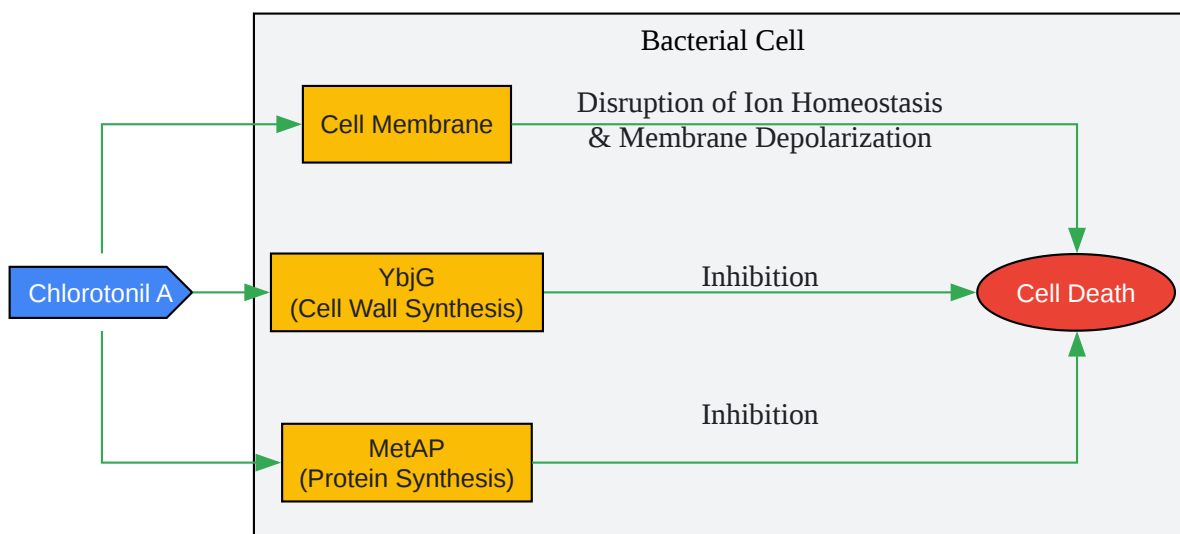 Bacterial Cell
Cell Membrane
Disruption of Ion Homeostasis
& Membrane Depolarization
Chlorotonil A
YbjG
(Cell Wall Synthesis)
Inhibition
Cell Death
MetAP
(Protein Synthesis)
Inhibition